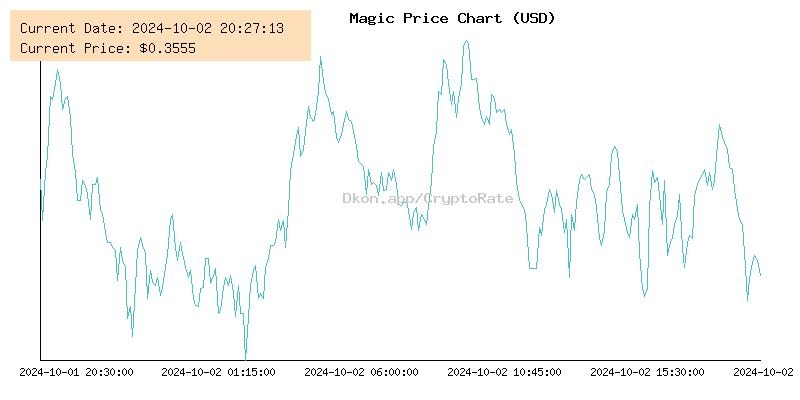 Magic Price Chart (USD)
Current Date: 2024-10-02 20:27:13
Current Price: $0.3555
Dkon.app/CryptoRate
2024-10-01 20:30:00 2024-10-02 01:15:00 2024-10-02 06:00:00 2024-10-02 10:45:00 2024-10-02 15:30:00 2024-10-02